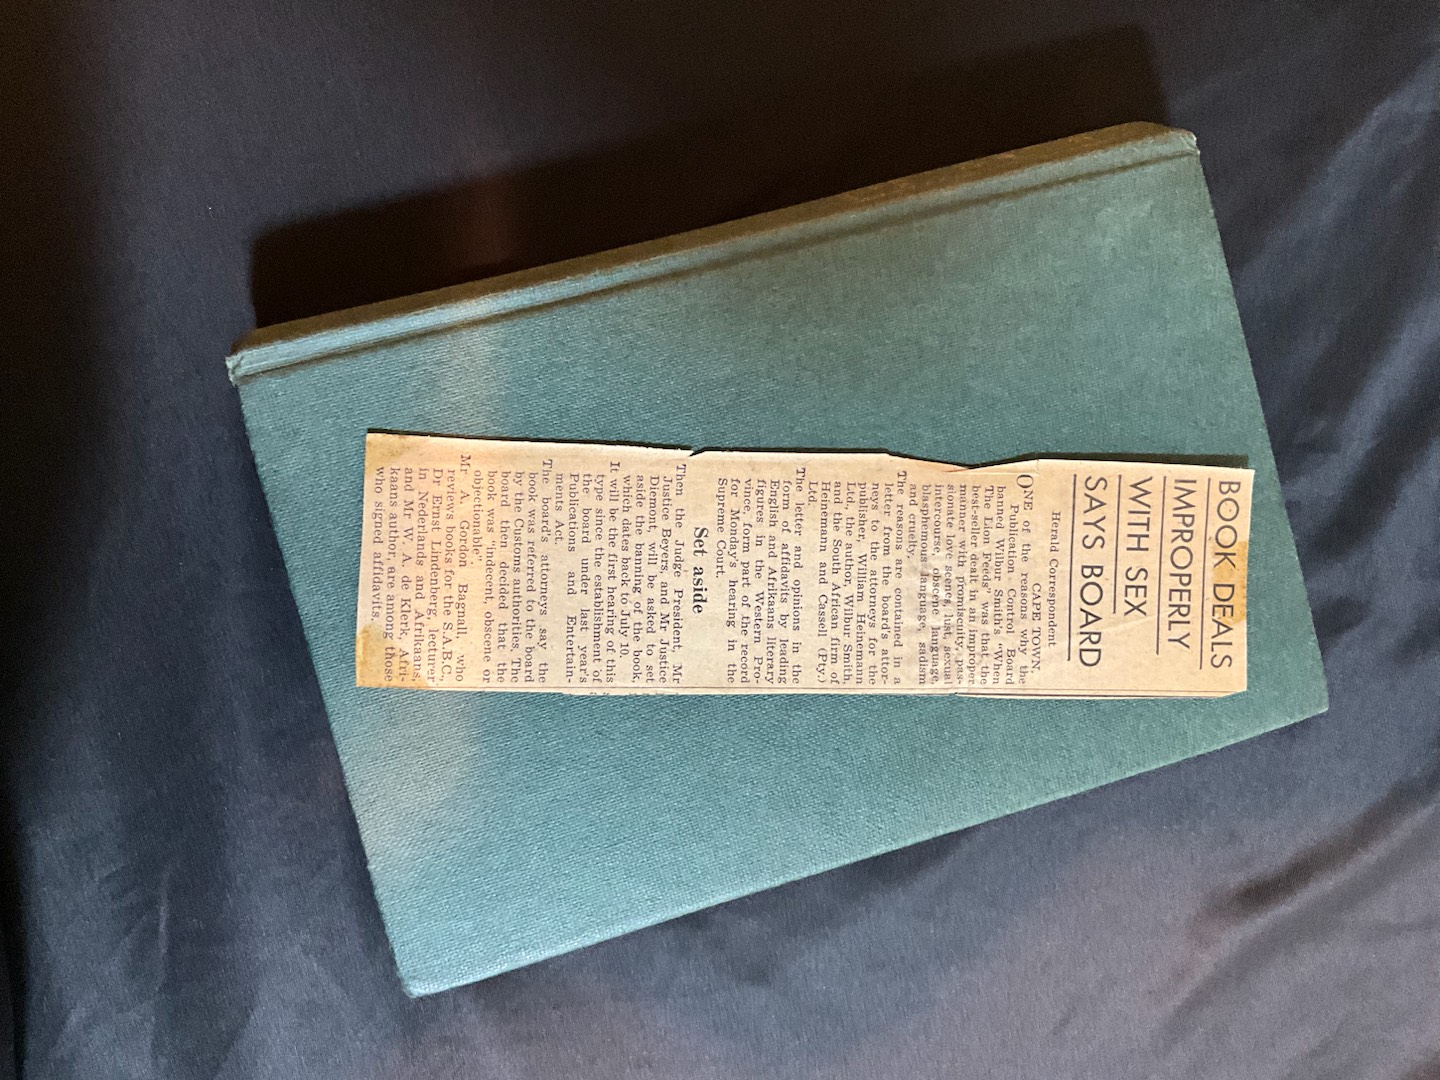 BOOK DEALS
IMPROPERLY
WITH SEX
SAYS BOARD
Herald Correspondent
CAPE TOWN.
ONE of the reasons why the
Publication Control Board
banned Wilbur Smith's "When
The Lion Feeds" was that the
best-seller dealt in an improper
manner with promiscuity, pas-
sionate love scenes, lust, sexual
intercourse, obscene language,
blasphemous language, sadism
and cruelty.
The reasons are contained in a
letter from the board's attor-
neys to the attorneys for the
publisher, William Heinemann
Ltd., the author, Wilbur Smith,
and the South African firm of
Heinemann and Cassell (Pty.)
Ltd.
The letter and opinions in the
form of affidavits by leading
English and Afrikaans literary
figures in the Western Pro-
vince, form part of the record
for Monday's hearing in the
Supreme Court.
Set aside
Then the Judge President, Mr
Justice Beyers, and Mr Justice
Diemont, will be asked to set
aside the banning of the book,
which dates back to July 10.
It will be the first hearing of this
type since the establishment of
the board under last year's
Publications and Entertain-
ments Act.
The board's attorneys say the
book was referred to the board
by the Customs authorities. The
board then decided that the
book was "indecent, obscene or
objectionable".
Mr A. Gordon Bagnall, who
reviews books for the S.A.B.C.,
Dr Ernst Lindenberg, lecturer
in Nederlands and Afrikaans,
and Mr W. A. de Klerk, Afri-
kaans author, are among those
who signed affidavits.